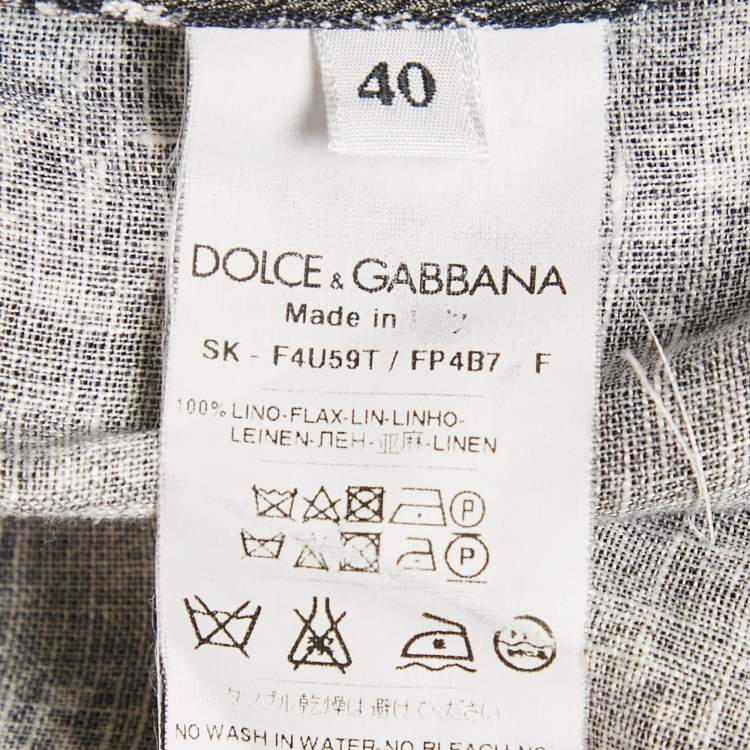 40
DOLCE & GABBANA
Made in
SK - F4U59T / FP4B7 F
100% LINO-FLAX-LIN-LINHO-
LEINEN-ЛЕН-亚麻-LINEN
P
P
タンブル乾燥は避けてください
NO WASH IN WATER-NO BLEACH-NO